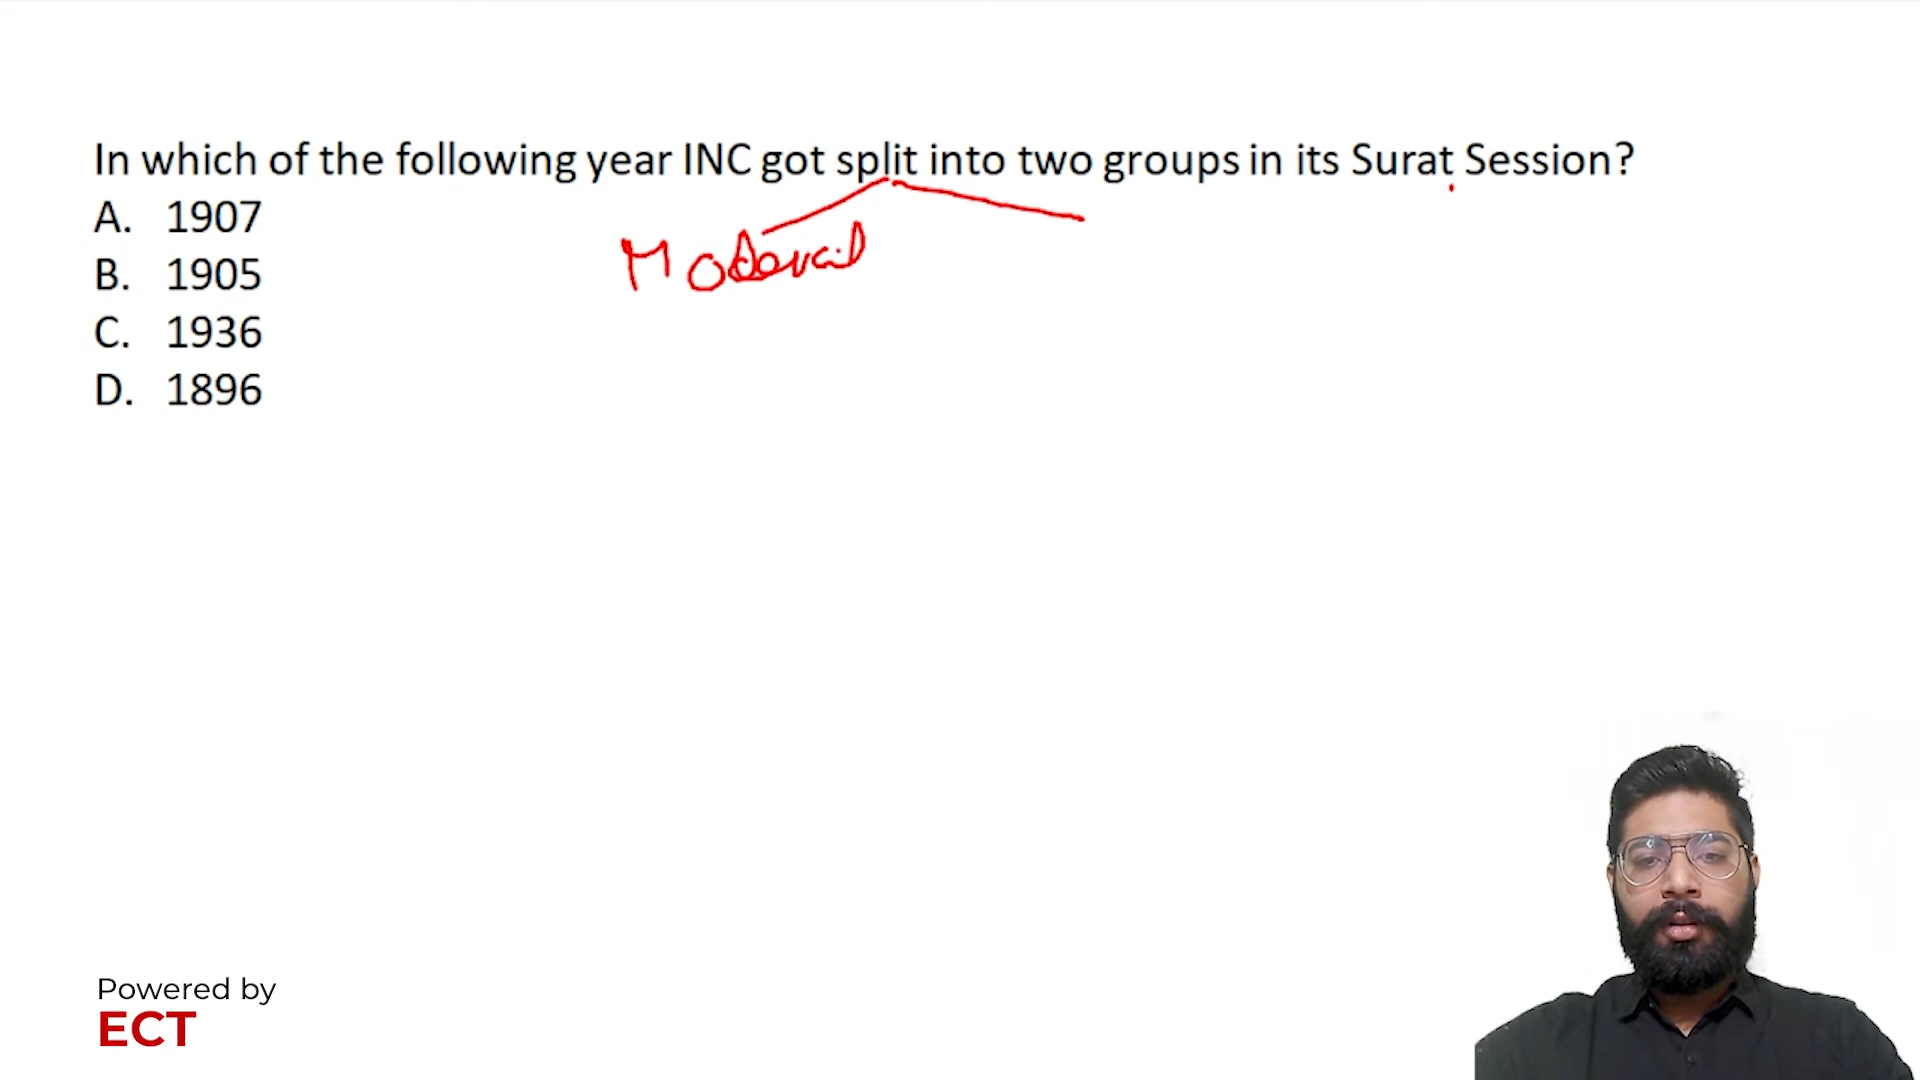 In which of the following year INC got split into two groups in its Surat Session?
A. 1907
B. 1905
C. 1936
D. 1896
Powered by
ECT